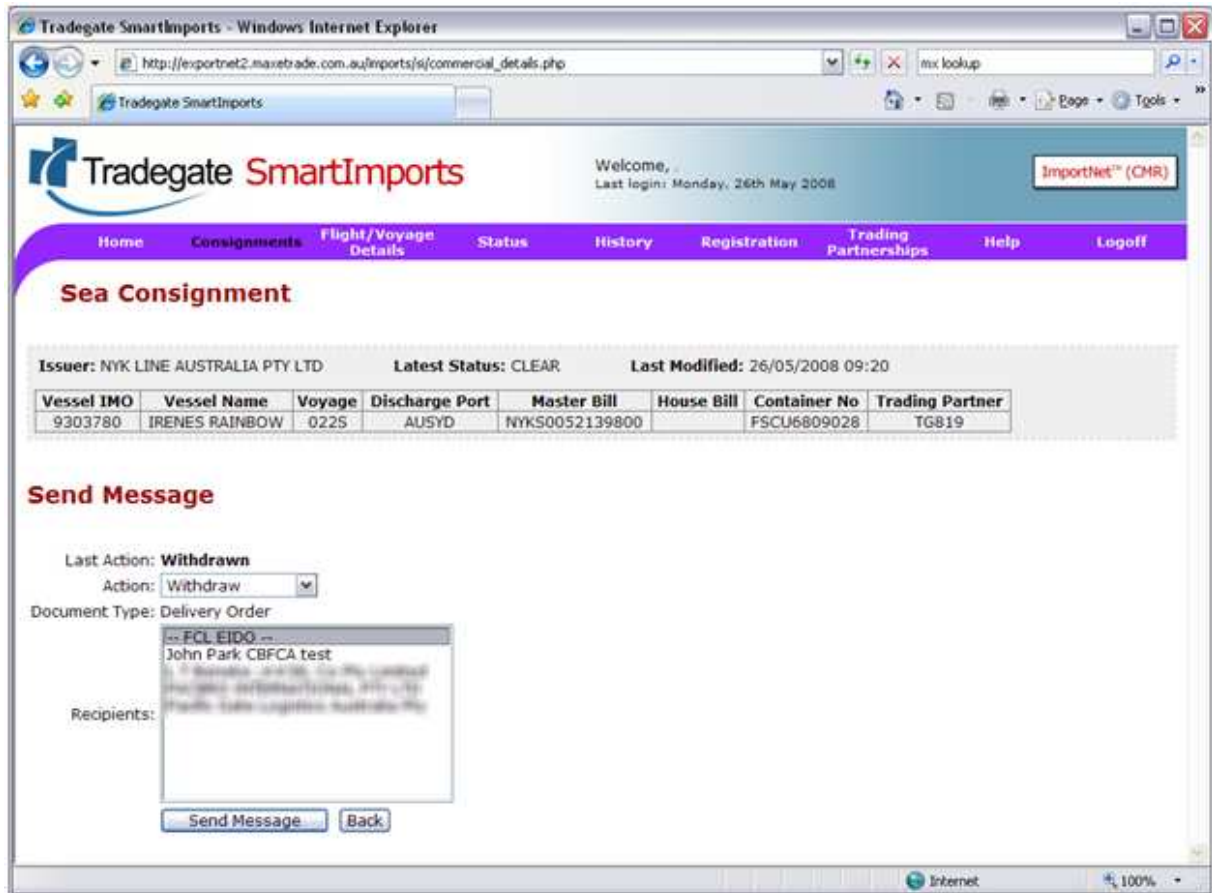 Tradegate SmartImports - Windows Internet Explorer
http://exportnet2.maxetrade.com.au/imports/si/commercial_details.php
mx lookup
Tradegate SmartImports
Page
Tools
Tradegate SmartImports
Welcome, .
Last login: Monday, 26th May 2008
ImportNet™ (CMR)
Home Consignments Flight/Voyage Details Status History Registration Trading Partnerships Help Logoff
Sea Consignment
Issuer: NYK LINE AUSTRALIA PTY LTD Latest Status: CLEAR Last Modified: 26/05/2008 09:20
Vessel IMO Vessel Name Voyage Discharge Port Master Bill House Bill Container No Trading Partner
9303780 IRENES RAINBOW 022S AUSYD NYKS0052139800 FSCU6809028 TG819
Send Message
Last Action: Withdrawn
Action: Withdraw
Document Type: Delivery Order
-- FCL EIDO --
John Park CBFCA test
Recipients:
Send Message Back
Internet 100%